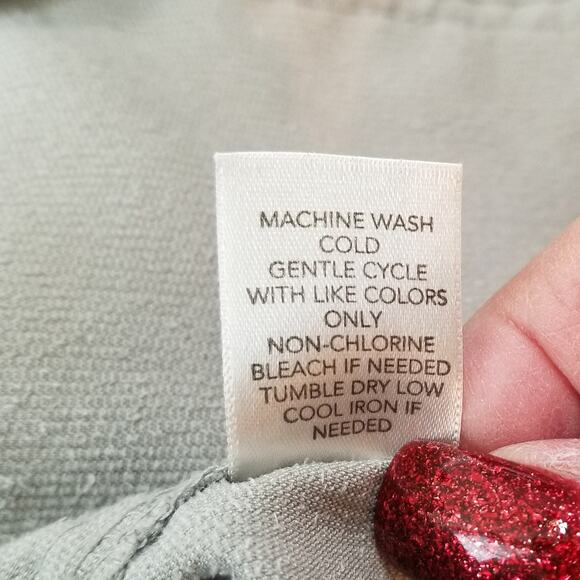 MACHINE WASH
COLD
GENTLE CYCLE
WITH LIKE COLORS
ONLY
NON-CHLORINE
BLEACH IF NEEDED
TUMBLE DRY LOW
COOL IRON IF
NEEDED